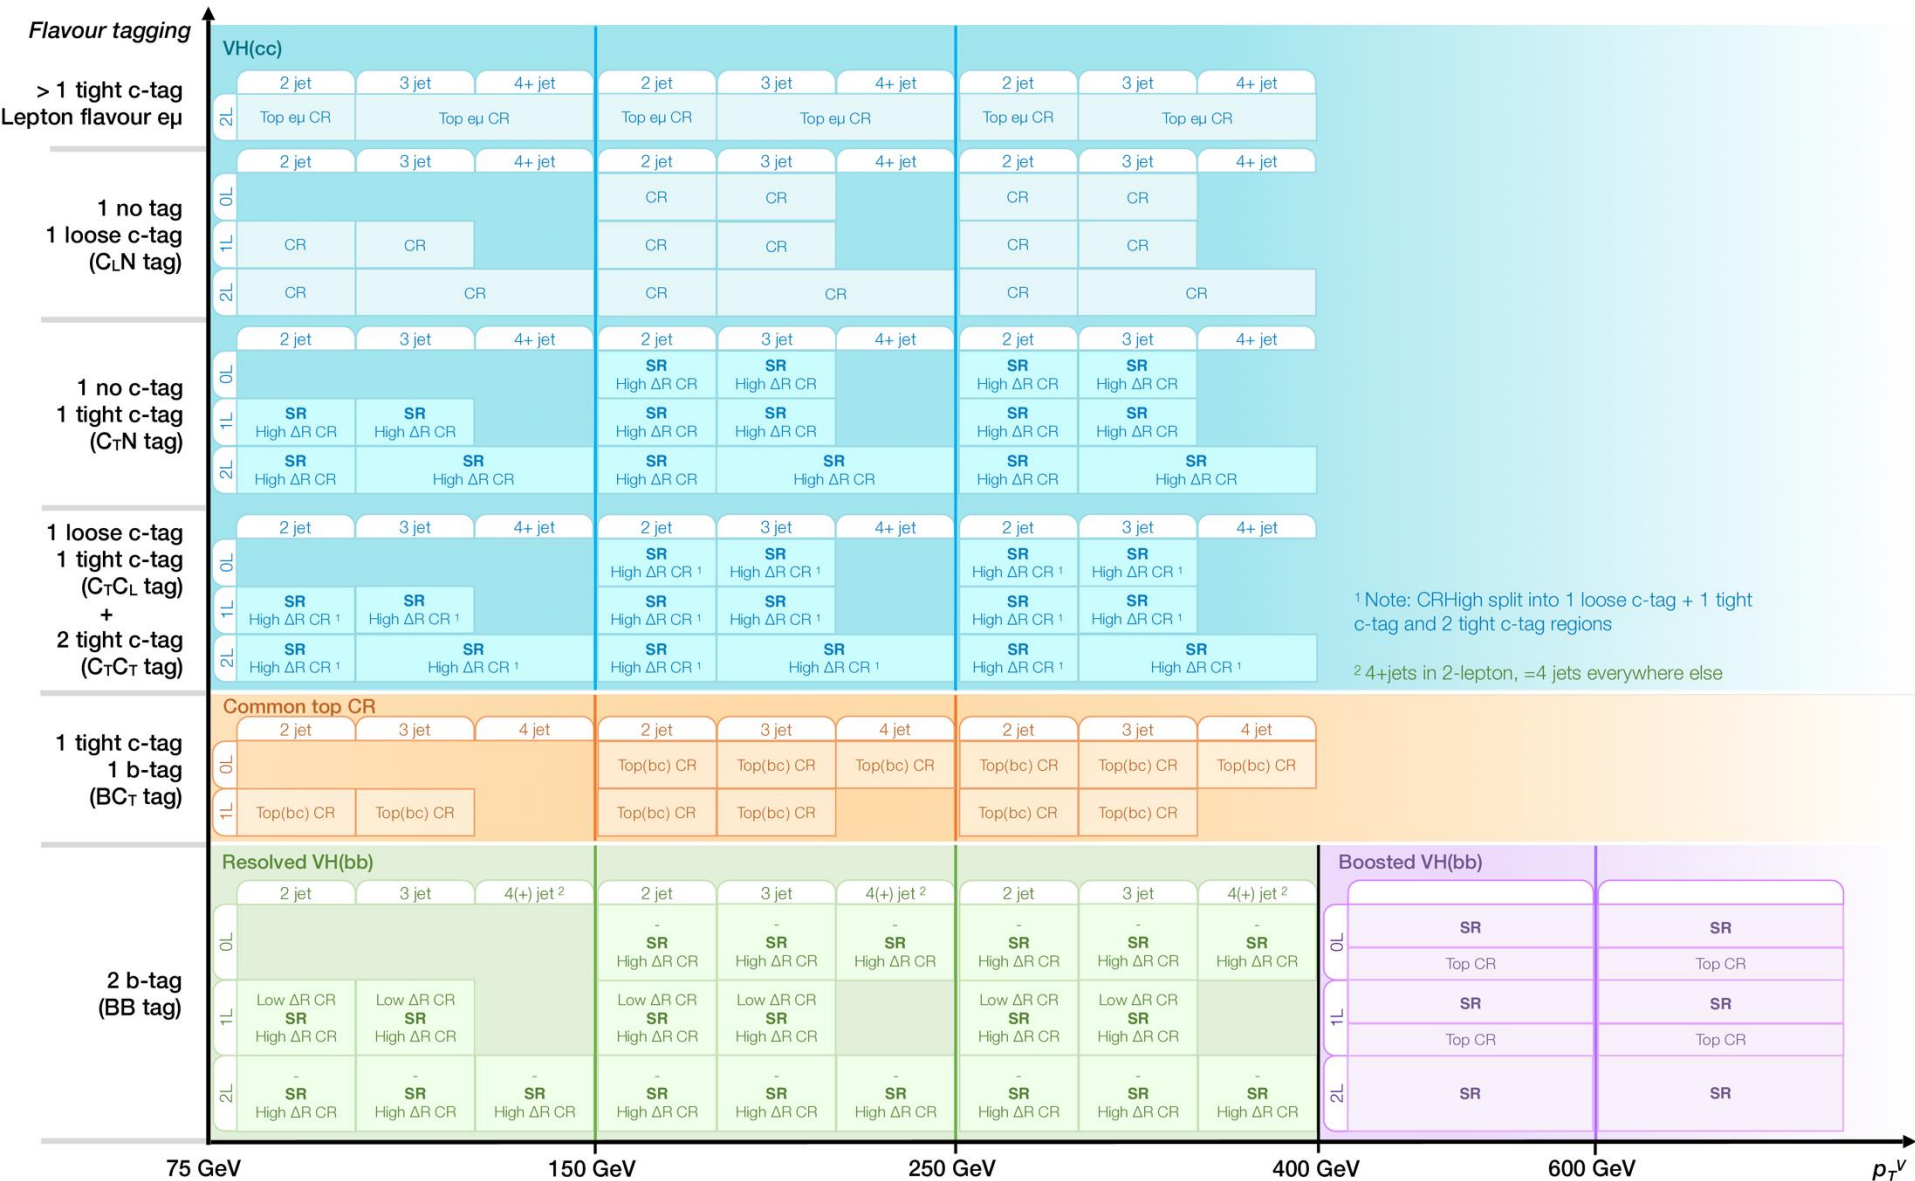 Flavour tagging
VH(cc)
> 1 tight c-tag
Lepton flavour eµ
2 jet 3 jet 4+ jet 2 jet 3 jet 4+ jet 2 jet 3 jet 4+ jet
2L Top eµ CR Top eµ CR Top eµ CR Top eµ CR Top eµ CR Top eµ CR
1 no tag
1 loose c-tag
(CLN tag)
2 jet 3 jet 4+ jet 2 jet 3 jet 4+ jet 2 jet 3 jet 4+ jet
0L CR CR CR CR
1L CR CR CR CR CR CR
2L CR CR CR CR CR CR
1 no c-tag
1 tight c-tag
(CTN tag)
2 jet 3 jet 4+ jet 2 jet 3 jet 4+ jet 2 jet 3 jet 4+ jet
0L
SR SR SR SR
High ΔR CR High ΔR CR High ΔR CR High ΔR CR
1L
SR SR SR SR SR SR
High ΔR CR High ΔR CR High ΔR CR High ΔR CR High ΔR CR High ΔR CR
2L
SR SR SR SR SR SR
High ΔR CR High ΔR CR High ΔR CR High ΔR CR High ΔR CR High ΔR CR
1 loose c-tag
1 tight c-tag
(CTCL tag)
+
2 tight c-tag
(CTCT tag)
2 jet 3 jet 4+ jet 2 jet 3 jet 4+ jet 2 jet 3 jet 4+ jet
0L
SR SR SR SR
High ΔR CR ¹ High ΔR CR ¹ High ΔR CR ¹ High ΔR CR ¹
1L
SR SR SR SR SR SR
High ΔR CR ¹ High ΔR CR ¹ High ΔR CR ¹ High ΔR CR ¹ High ΔR CR ¹ High ΔR CR ¹
2L
SR SR SR SR SR SR
High ΔR CR ¹ High ΔR CR ¹ High ΔR CR ¹ High ΔR CR ¹ High ΔR CR ¹ High ΔR CR ¹
¹ Note: CRHigh split into 1 loose c-tag + 1 tight
c-tag and 2 tight c-tag regions
² 4+jets in 2-lepton, =4 jets everywhere else
Common top CR
1 tight c-tag
1 b-tag
(BCT tag)
2 jet 3 jet 4 jet 2 jet 3 jet 4 jet 2 jet 3 jet 4 jet
0L Top(bc) CR Top(bc) CR Top(bc) CR Top(bc) CR Top(bc) CR Top(bc) CR
1L Top(bc) CR Top(bc) CR Top(bc) CR Top(bc) CR Top(bc) CR Top(bc) CR
Resolved VH(bb)
2 b-tag
(BB tag)
2 jet 3 jet 4(+) jet ² 2 jet 3 jet 4(+) jet ² 2 jet 3 jet 4(+) jet ²
0L
- - - - - -
SR SR SR SR SR SR
High ΔR CR High ΔR CR High ΔR CR High ΔR CR High ΔR CR High ΔR CR
1L
Low ΔR CR Low ΔR CR Low ΔR CR Low ΔR CR Low ΔR CR Low ΔR CR
SR SR SR SR SR SR
High ΔR CR High ΔR CR High ΔR CR High ΔR CR High ΔR CR High ΔR CR
2L
- - - - - - - - -
SR SR SR SR SR SR SR SR SR
High ΔR CR High ΔR CR High ΔR CR High ΔR CR High ΔR CR High ΔR CR High ΔR CR High ΔR CR High ΔR CR
Boosted VH(bb)
0L
SR SR
Top CR Top CR
1L
SR SR
Top CR Top CR
2L SR SR
75 GeV 150 GeV 250 GeV 400 GeV 600 GeV pTV